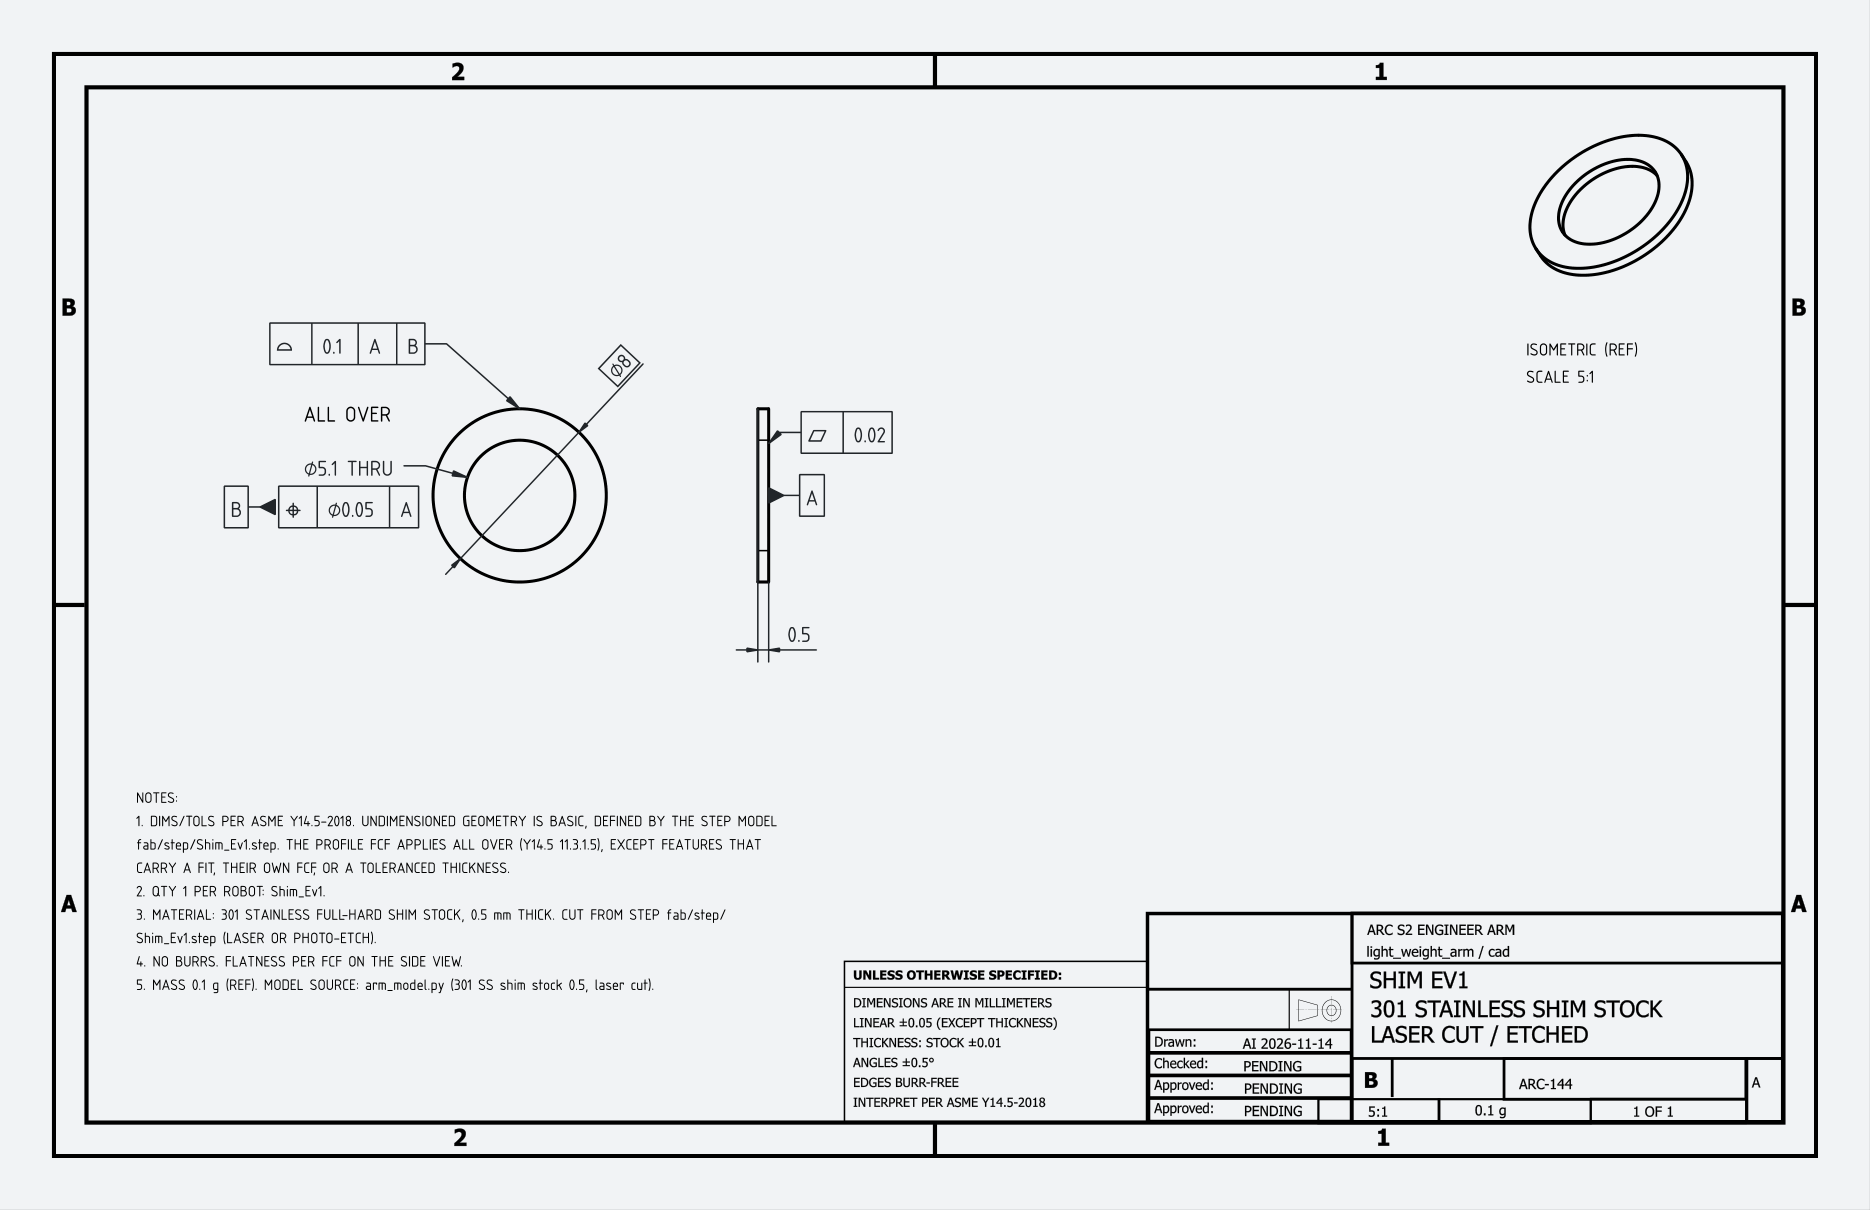 2
1
B
B
ISOMETRIC (REF)
SCALE 5:1
⌓ 0.1 A B
ALL OVER
⌀8
⌀5.1 THRU
B
⌖ ⌀0.05 A
⏥ 0.02
A
0.5
NOTES:
1. DIMS/TOLS PER ASME Y14.5-2018. UNDIMENSIONED GEOMETRY IS BASIC, DEFINED BY THE STEP MODEL
fab/step/Shim_Ev1.step. THE PROFILE FCF APPLIES ALL OVER (Y14.5 11.3.1.5), EXCEPT FEATURES THAT
CARRY A FIT, THEIR OWN FCF, OR A TOLERANCED THICKNESS.
2. QTY 1 PER ROBOT: Shim_Ev1.
3. MATERIAL: 301 STAINLESS FULL-HARD SHIM STOCK, 0.5 mm THICK. CUT FROM STEP fab/step/
Shim_Ev1.step (LASER OR PHOTO-ETCH).
4. NO BURRS. FLATNESS PER FCF ON THE SIDE VIEW.
5. MASS 0.1 g (REF). MODEL SOURCE: arm_model.py (301 SS shim stock 0.5, laser cut).
A
A
UNLESS OTHERWISE SPECIFIED:
DIMENSIONS ARE IN MILLIMETERS
LINEAR ±0.05 (EXCEPT THICKNESS)
THICKNESS: STOCK ±0.01
ANGLES ±0.5°
EDGES BURR-FREE
INTERPRET PER ASME Y14.5-2018
Drawn: AI 2026-11-14
Checked: PENDING
Approved: PENDING
Approved: PENDING
ARC S2 ENGINEER ARM
light_weight_arm / cad
SHIM EV1
301 STAINLESS SHIM STOCK
LASER CUT / ETCHED
B ARC-144 A
5:1 0.1 g 1 OF 1
2
1